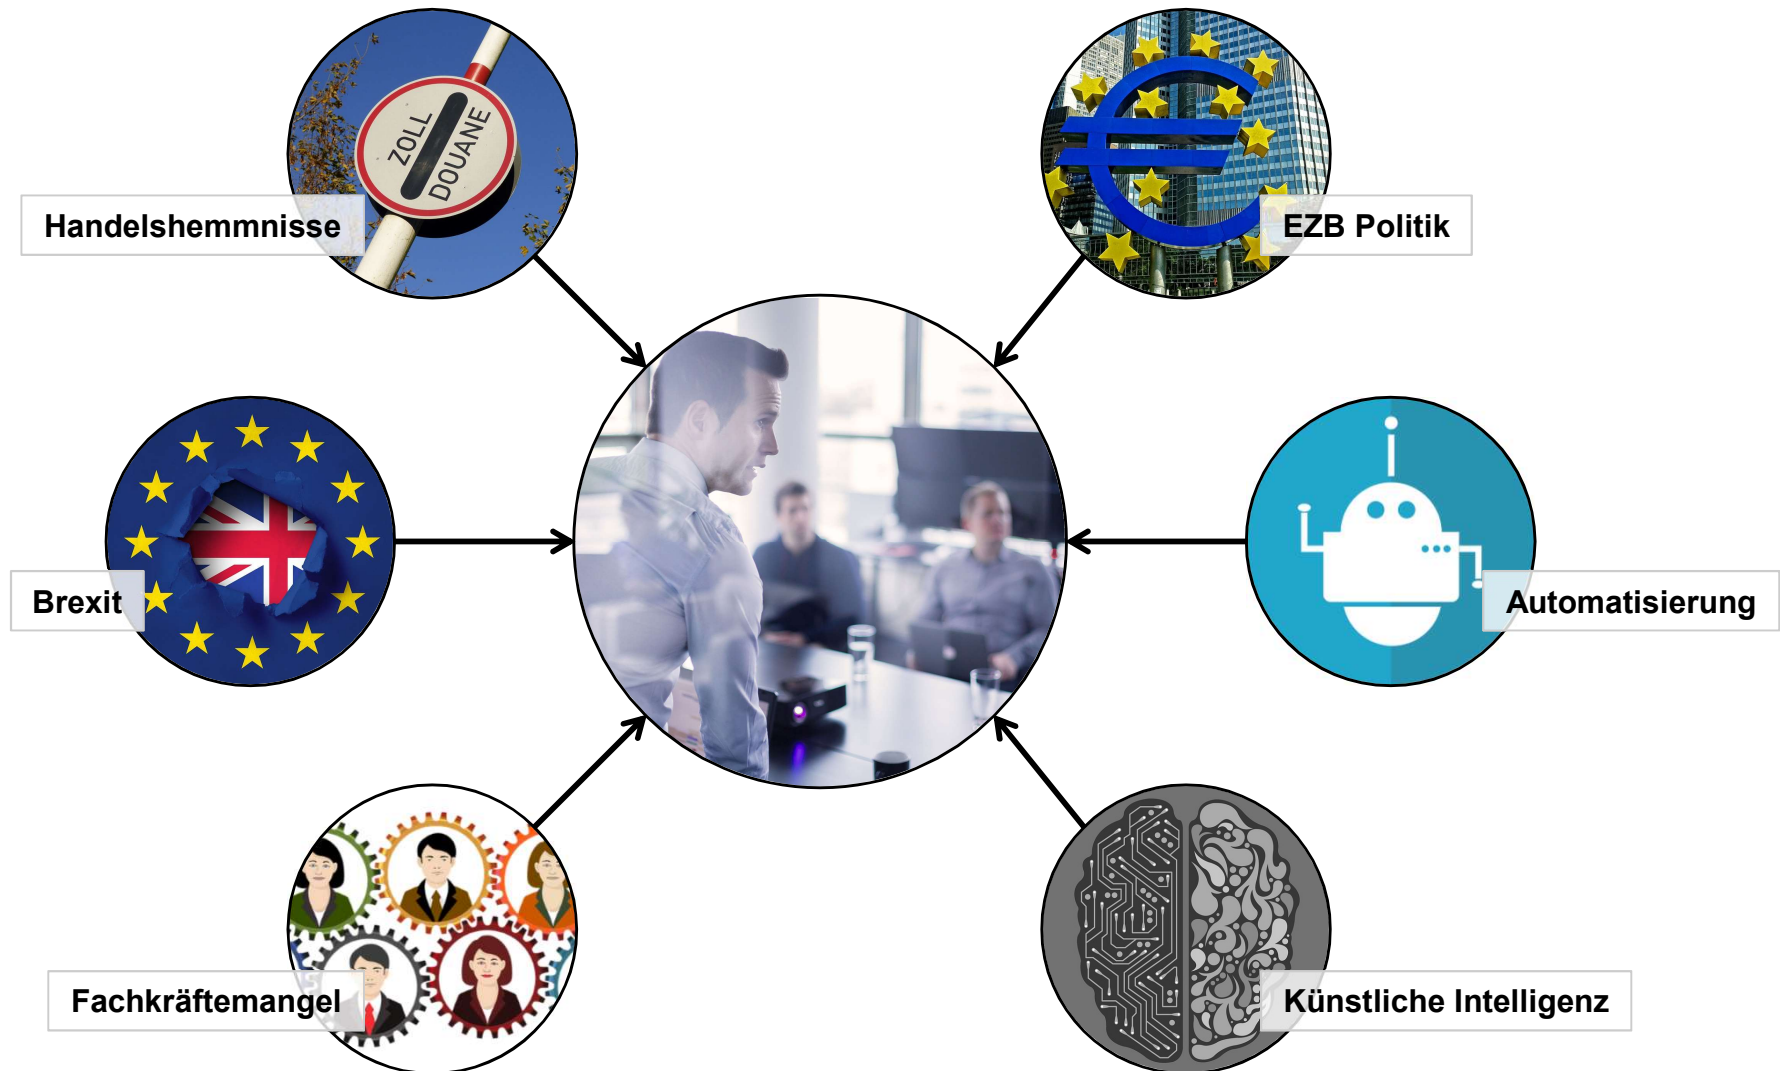 ZOLL
DOUANE
Handelshemmnisse
EZB Politik
Brexit
Automatisierung
Fachkräftemangel
Künstliche Intelligenz